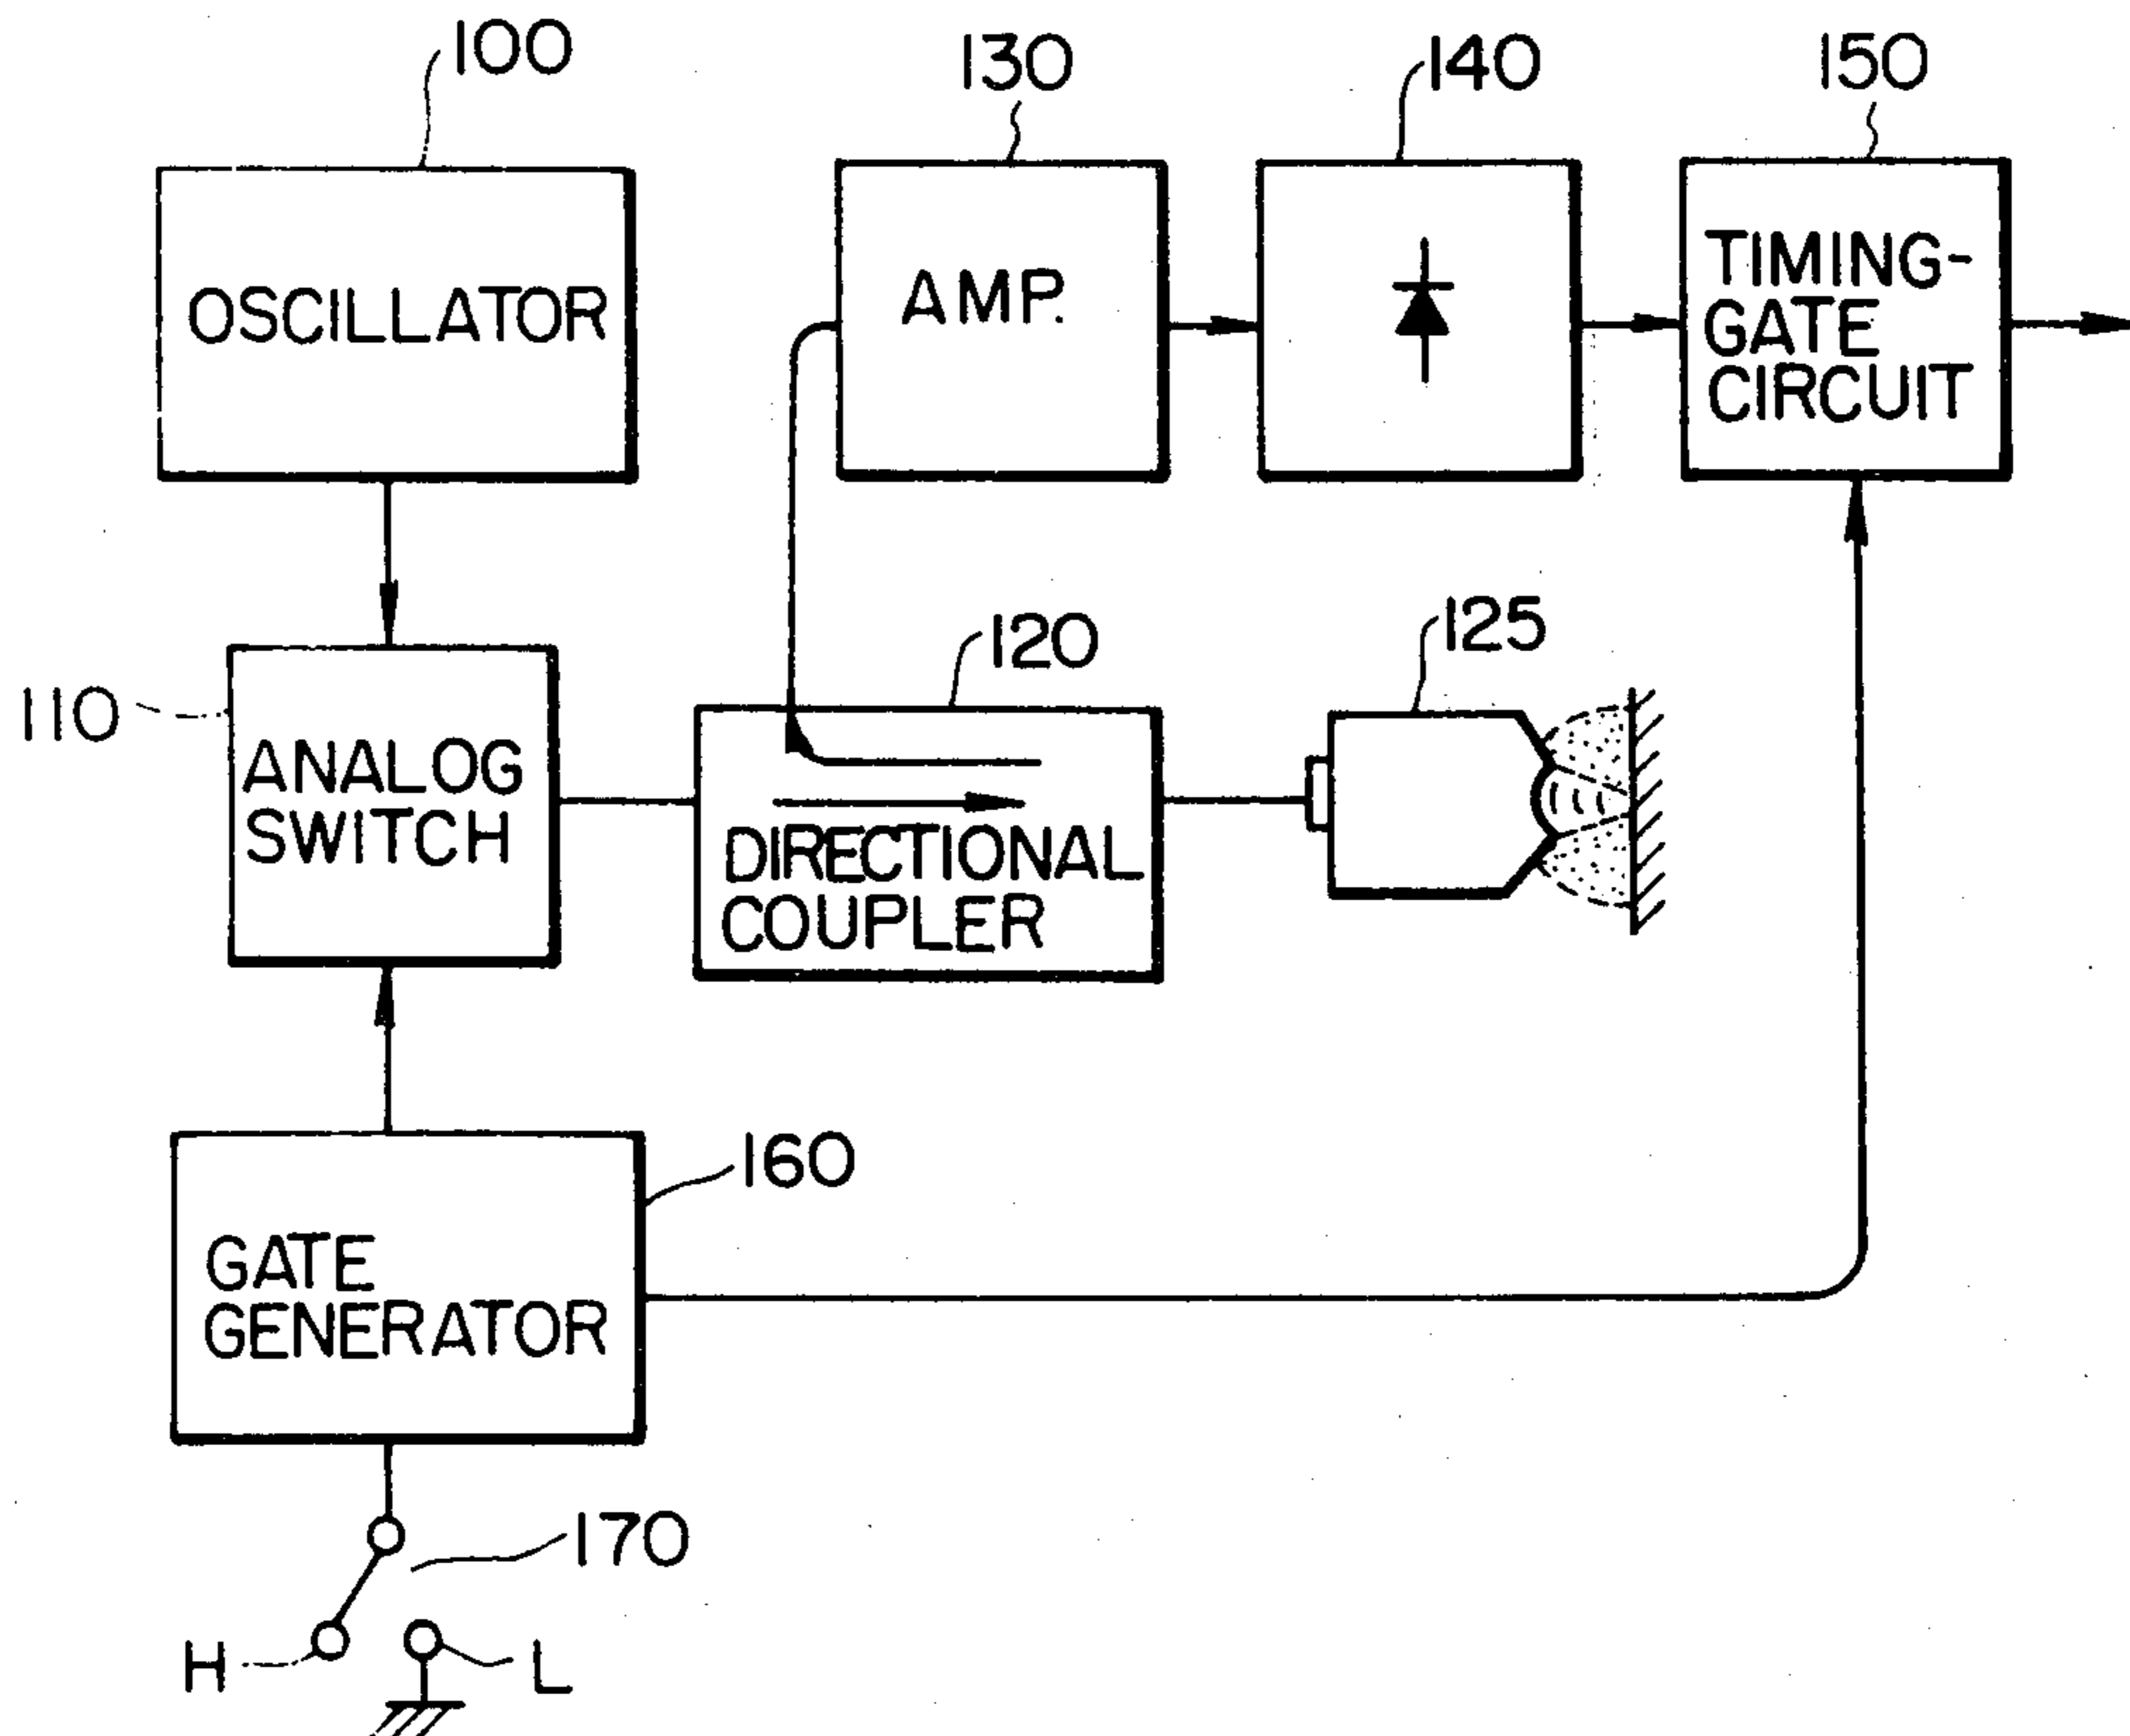 100
130
140
150
OSCILLATOR
AMP.
TIMING-
GATE
CIRCUIT
110
120
125
ANALOG
SWITCH
DIRECTIONAL
COUPLER
160
GATE
GENERATOR
170
H
L